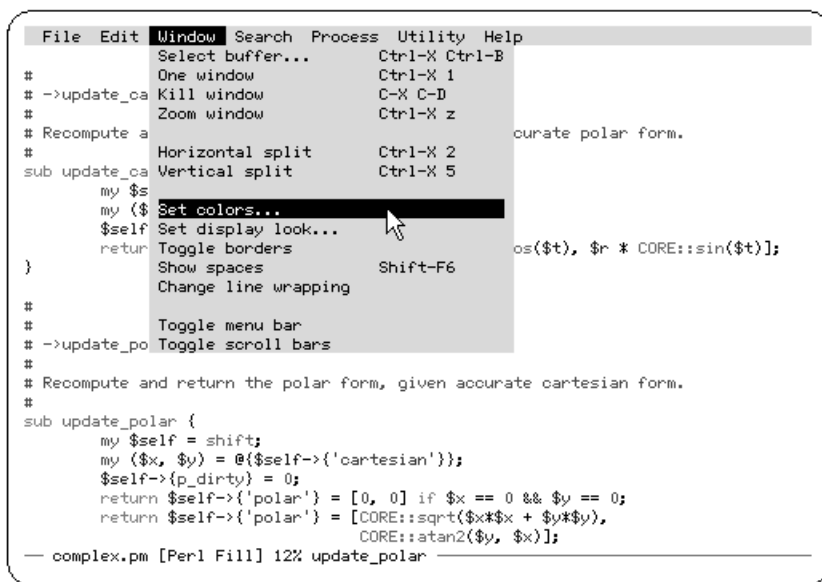 File Edit Window Search Process Utility Help
Select buffer... Ctrl-X Ctrl-B
# One window Ctrl-X 1
# ->update_ca Kill window C-X C-D
# Zoom window Ctrl-X z
# Recompute a curate polar form.
# Horizontal split Ctrl-X 2
sub update_ca Vertical split Ctrl-X 5
my $s
my ($ Set colors...
$self Set display look...
retur Toggle borders os($t), $r * CORE::sin($t)];
} Show spaces Shift-F6
Change line wrapping
#
# Toggle menu bar
# ->update_po Toggle scroll bars
#
# Recompute and return the polar form, given accurate cartesian form.
#
sub update_polar {
my $self = shift;
my ($x, $y) = @{$self->{'cartesian'}};
$self->{p_dirty} = 0;
return $self->{'polar'} = [0, 0] if $x == 0 && $y == 0;
return $self->{'polar'} = [CORE::sqrt($x*$x + $y*$y),
CORE::atan2($y, $x)];
complex.pm [Perl Fill] 12% update_polar